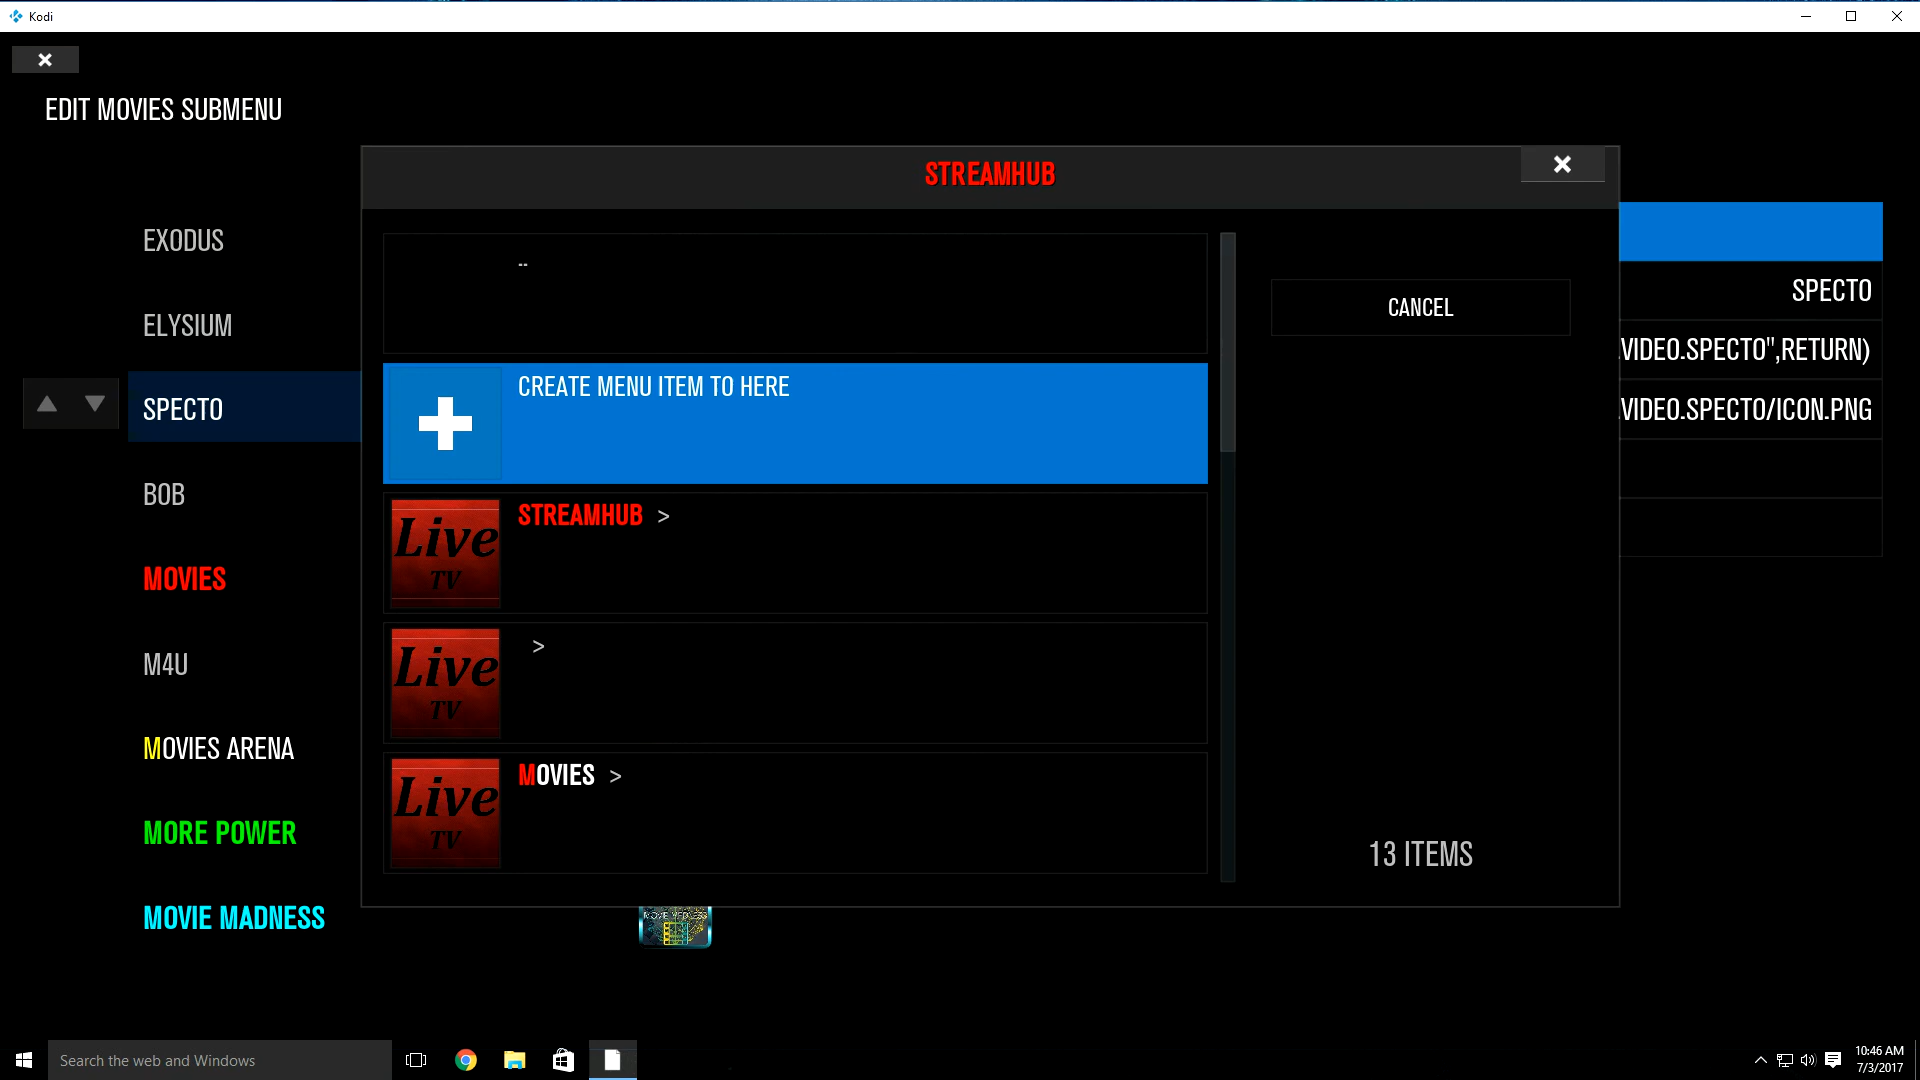 Kodi
EDIT MOVIES SUBMENU
STREAMHUB
EXODUS
ELYSIUM
SPECTO
BOB
MOVIES
M4U
MOVIES ARENA
MORE POWER
MOVIE MADNESS
..
CREATE MENU ITEM TO HERE
STREAMHUB >
>
MOVIES >
Live
TV
Live
TV
Live
TV
CANCEL
13 ITEMS
SPECTO
VIDEO.SPECTO",RETURN)
VIDEO.SPECTO/ICON.PNG
Search the web and Windows
10:46 AM
7/3/2017